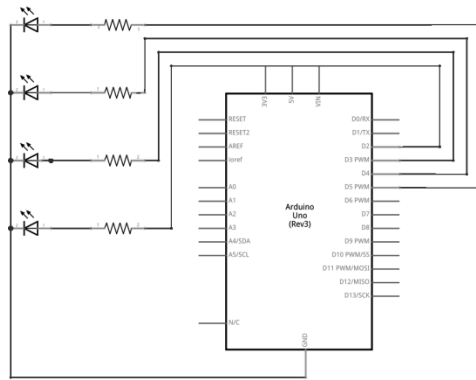 3V3
5V
VIN
RESET
RESET2
AREF
ioref
A0
A1
A2
A3
A4/SDA
A5/SCL
N/C
Arduino
Uno
(Rev3)
D0/RX
D1/TX
D2
D3 PWM
D4
D5 PWM
D6 PWM
D7
D8
D9 PWM
D10 PWM/SS
D11 PWM/MOSI
D12/MISO
D13/SCK
GND